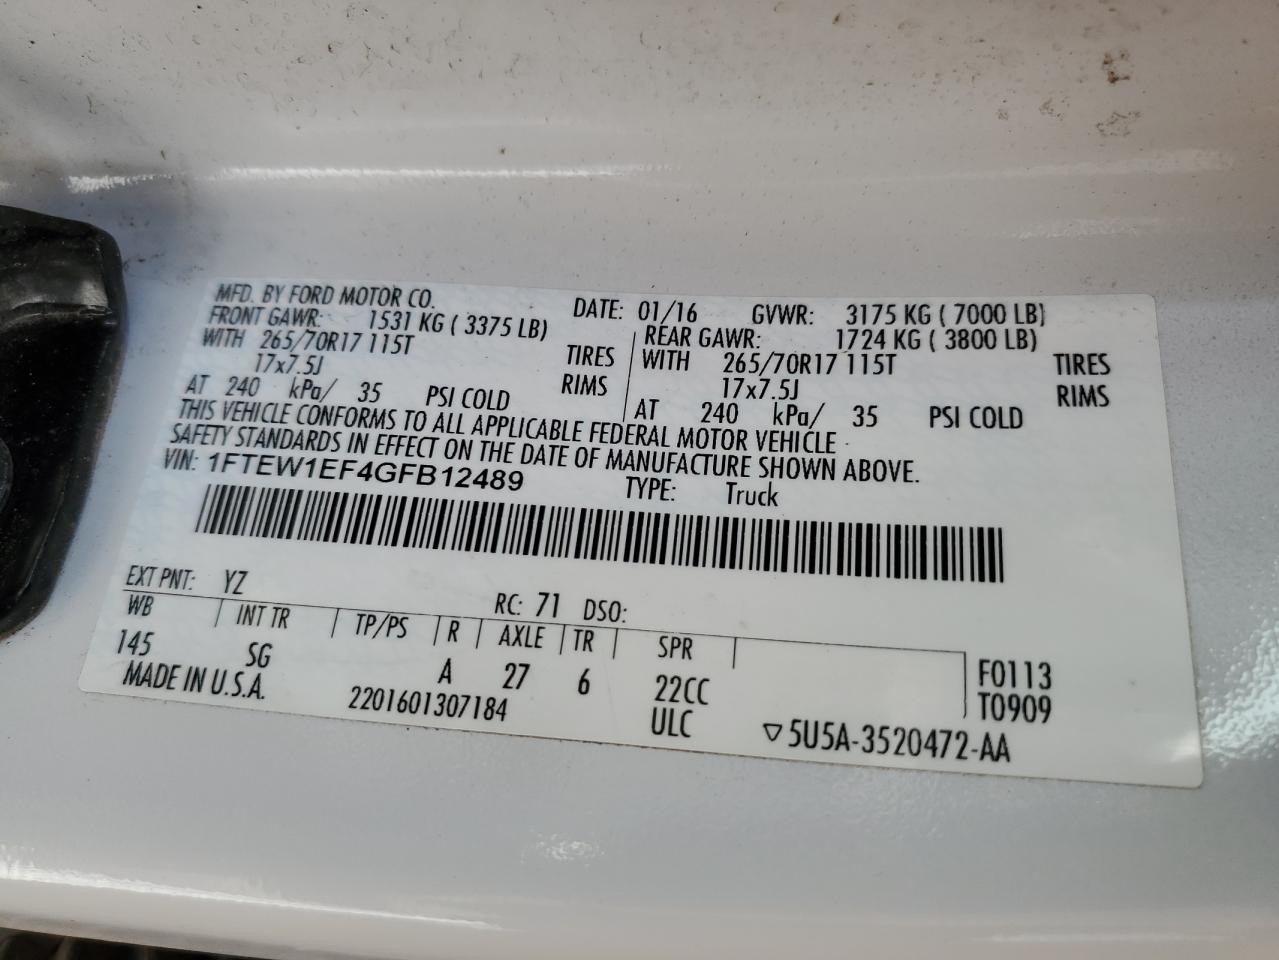 MFD. BY FORD MOTOR CO. DATE: 01/16 GVWR: 3175 KG ( 7000 LB)
FRONT GAWR: 1531 KG ( 3375 LB) REAR GAWR: 1724 KG ( 3800 LB)
WITH 265/70R17 115T TIRES WITH 265/70R17 115T TIRES
17x7.5J RIMS 17x7.5J RIMS
AT 240 kPa/ 35 PSI COLD AT 240 kPa/ 35 PSI COLD
THIS VEHICLE CONFORMS TO ALL APPLICABLE FEDERAL MOTOR VEHICLE
SAFETY STANDARDS IN EFFECT ON THE DATE OF MANUFACTURE SHOWN ABOVE.
VIN: 1FTEW1EF4GFB12489 TYPE: Truck
EXT PNT: YZ RC: 71 DSO:
WB INT TR TP/PS R AXLE TR SPR
145 SG A 27 6 22CC F0113
MADE IN U.S.A. 2201601307184 ULC T0909
▽5U5A-3520472-AA